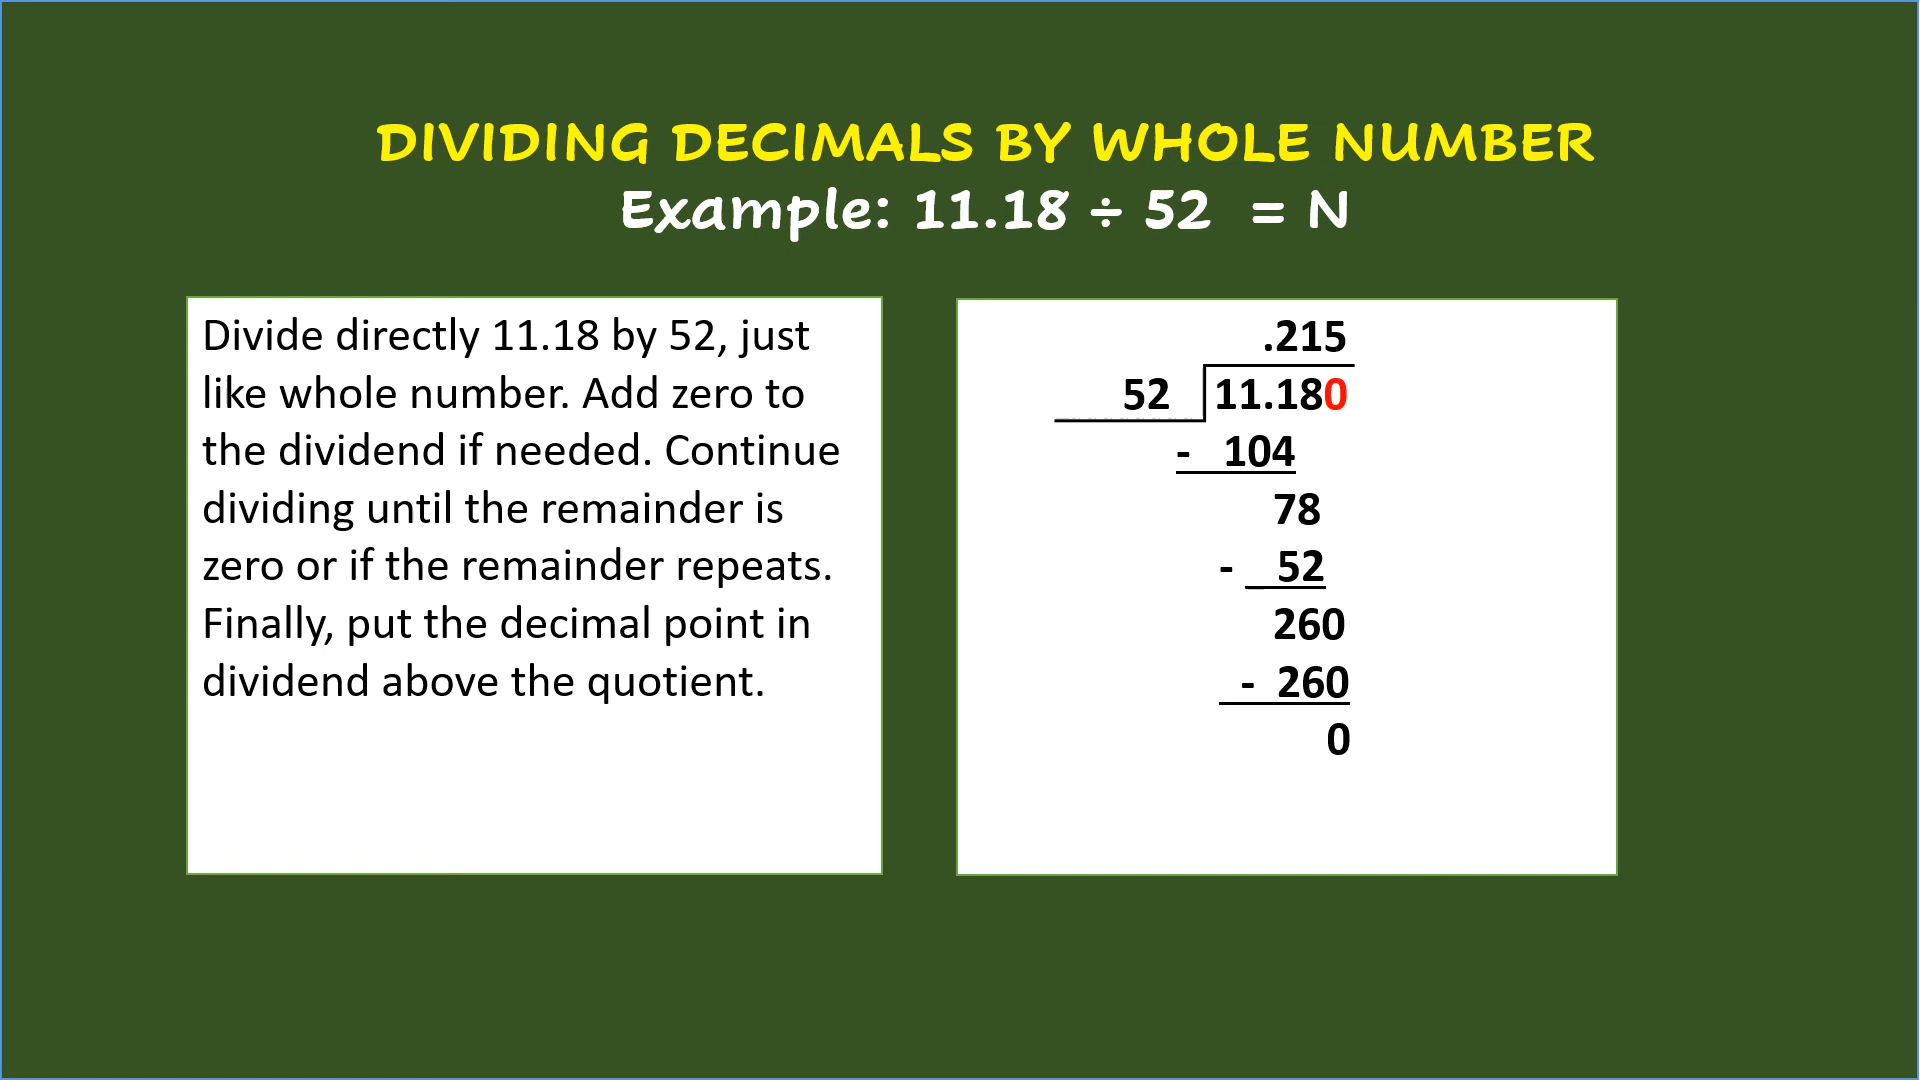 DIVIDING DECIMALS BY WHOLE NUMBER
Example: 11.18 ÷ 52 = N
Divide directly 11.18 by 52, just
like whole number. Add zero to
the dividend if needed. Continue
dividing until the remainder is
zero or if the remainder repeats.
Finally, put the decimal point in
dividend above the quotient.
.215
52 11.180
- 104
78
- 52
260
- 260
0